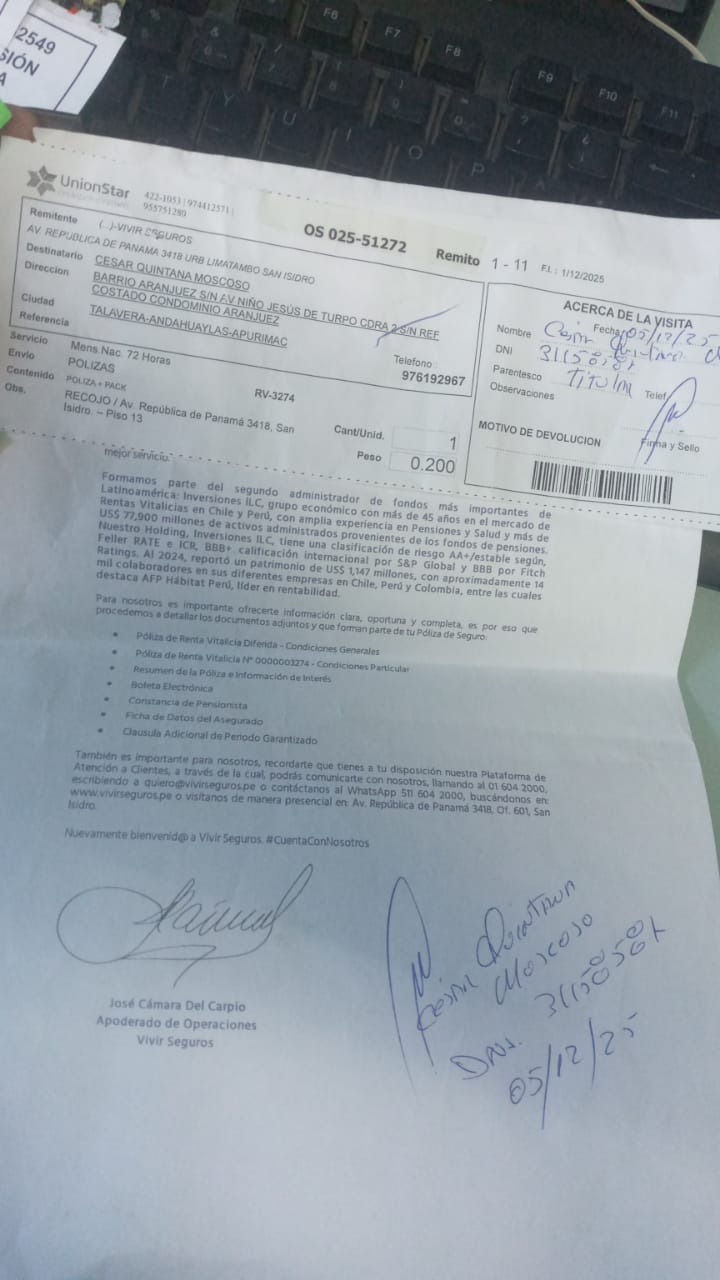 2549
SIÓN
A
F6
F7
F8
F9
F10
F11
T
Y
U
I
O
P
UnionStar
422-1053 | 974412571 |
955751280
OS 025-51272
Remito 1 - 11 F.I. : 1/12/2025
Remitente (..)-VIVIR SEGUROS
AV. REPÚBLICA DE PANAMA 3418 URB LIMATAMBO SAN ISIDRO
Destinatario CESAR QUINTANA MOSCOSO
Direccion BARRIO ARANJUEZ S/N AV NIÑO JESÚS DE TURPO CDRA 2 S/N REF
COSTADO CONDOMINIO ARANJUEZ
Ciudad TALAVERA-ANDAHUAYLAS-APURIMAC
Referencia
Telefono :
976192967
Servicio Mens.Nac. 72 Horas
Envio POLIZAS
Contenido POLIZA + PACK RV-3274
Obs. RECOJO / Av. República de Panamá 3418, San
Isidro. – Piso 13
Cant/Unid. 1
Peso 0.200
ACERCA DE LA VISITA
Fecha 05/12/25
Nombre
DNI
Parentesco Titular Telef
Observaciones
MOTIVO DE DEVOLUCION
Firma y Sello
mejor servicio.
Formamos parte del segundo administrador de fondos más importantes de
Latinoamérica: Inversiones ILC, grupo económico con más de 45 años en el mercado de
Rentas Vitalicias en Chile y Perú, con amplia experiencia en Pensiones y Salud y más de
US$ 77,900 millones de activos administrados provenientes de los fondos de pensiones.
Nuestro Holding, Inversiones ILC, tiene una clasificación de riesgo AA+/estable según,
Feller RATE e ICR, BBB+ calificación internacional por S&P Global y BBB por Fitch
Ratings. Al 2024, reportó un patrimonio de US$ 1,147 millones, con aproximadamente 14
mil colaboradores en sus diferentes empresas en Chile, Perú y Colombia, entre las cuales
destaca AFP Hábitat Perú, líder en rentabilidad.
Para nosotros es importante ofrecerte información clara, oportuna y completa, es por eso que
procedemos a detallar los documentos adjuntos y que forman parte de tu Póliza de Seguro:
• Póliza de Renta Vitalicia Diferida - Condiciones Generales
• Póliza de Renta Vitalicia N° 0000003274 - Condiciones Particular
• Resumen de la Póliza e Información de Interés
• Boleta Electrónica
• Constancia de Pensionista
• Ficha de Datos del Asegurado
• Clausula Adicional de Periodo Garantizado
También es importante para nosotros, recordarte que tienes a tu disposición nuestra Plataforma de
Atención a Clientes, a través de la cual, podrás comunicarte con nosotros, llamando al 01 604 2000,
escribiendo a quiero@vivirseguros.pe o contáctanos al WhatsApp 511 604 2000, buscándonos en:
www.vivirseguros.pe o visítanos de manera presencial en: Av. República de Panamá 3418, Of. 601, San
Isidro.
Nuevamente bienvenid@ a Vivir Seguros. #CuentaConNosotros
José Cámara Del Carpio
Apoderado de Operaciones
Vivir Seguros
Cesar Quintana
Moscoso
DNI.
05/12/25